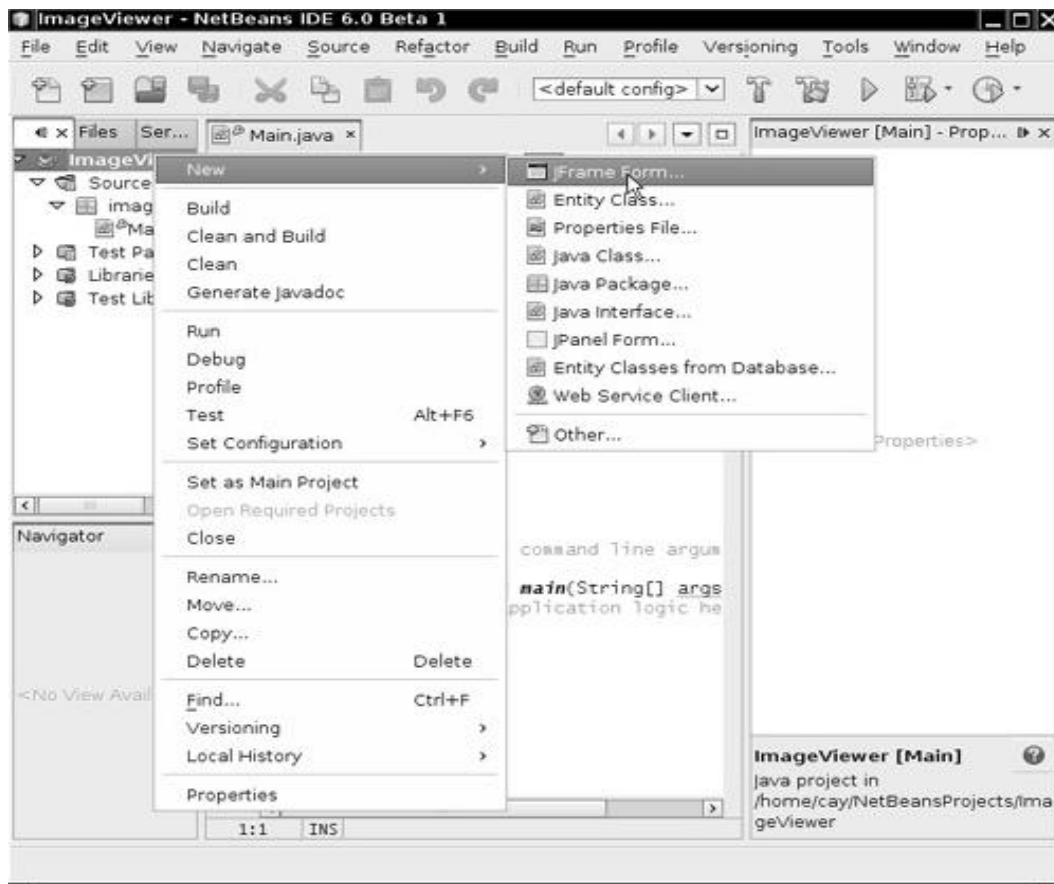 ImageViewer - NetBeans IDE 6.0 Beta 1
File Edit View Navigate Source Refactor Build Run Profile Versioning Tools Window Help
<default config>
Files Ser... Main.java ImageViewer [Main] - Prop...
ImageVi
Source
imag
Ma
Test Pa
Librarie
Test Lib
New
Build
Clean and Build
Clean
Generate Javadoc
Run
Debug
Profile
Test Alt+F6
Set Configuration
Set as Main Project
Open Required Projects
Close
Rename...
Move...
Copy...
Delete Delete
Find... Ctrl+F
Versioning
Local History
Properties
JFrame Form...
Entity Class...
Properties File...
Java Class...
Java Package...
Java Interface...
JPanel Form...
Entity Classes from Database...
Web Service Client...
Other...
Properties>
Navigator
<No View Avail
command line argum
main(String[] args
pplication logic he
1:1 INS
ImageViewer [Main]
Java project in
/home/cay/NetBeansProjects/Ima
geViewer